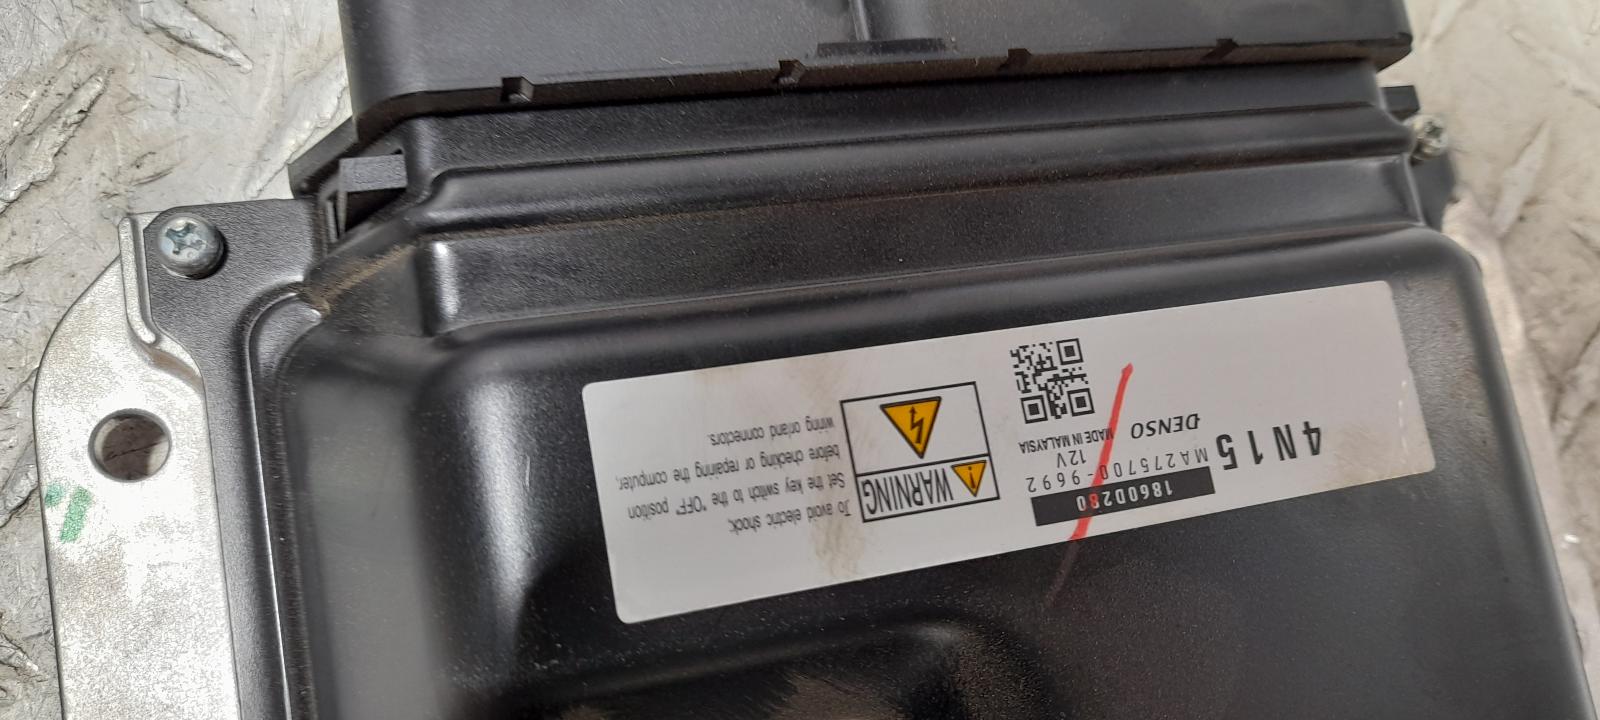 1860D280
4N15
MA275700-9692
DENSO
12V
MADE IN MALAYSIA
WARNING
To avoid electric shock;
Set the key switch to the "OFF" position
before checking or repairing the computer,
wiring or/and connectors.